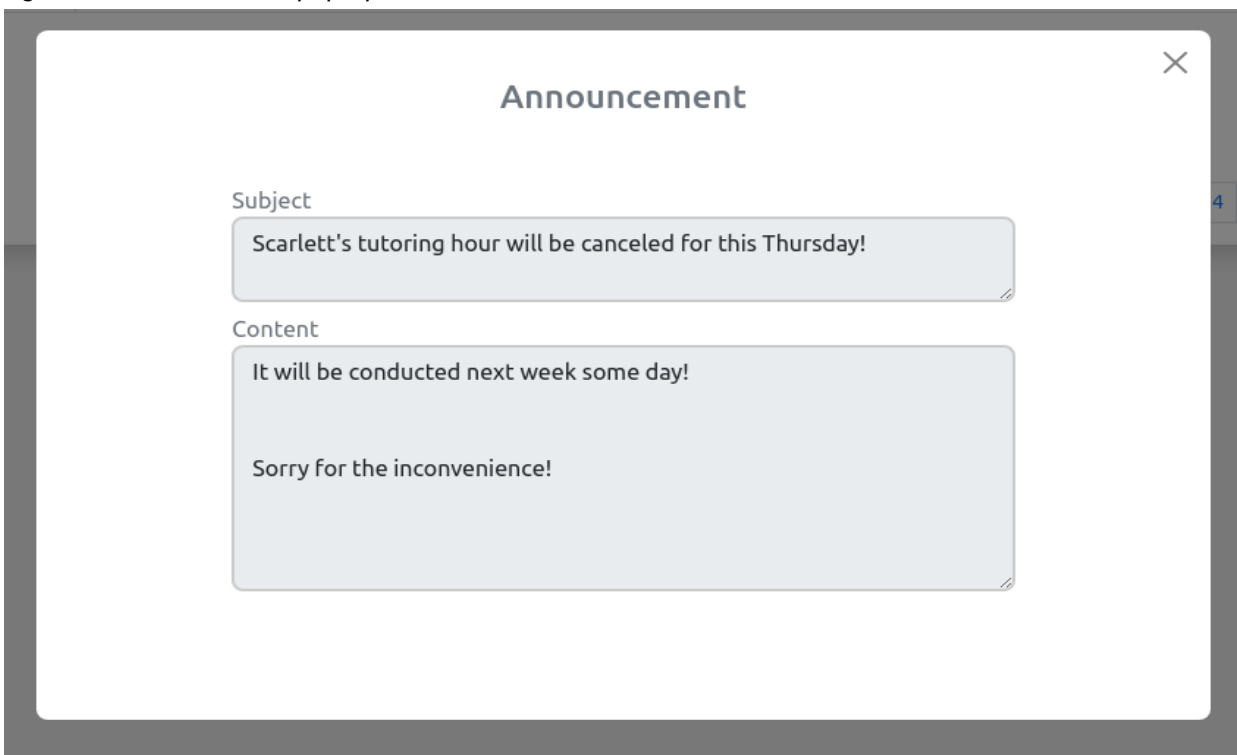 Announcement
Subject
4
Scarlett's tutoring hour will be canceled for this Thursday!
Content
It will be conducted next week some day!
Sorry for the inconvenience!